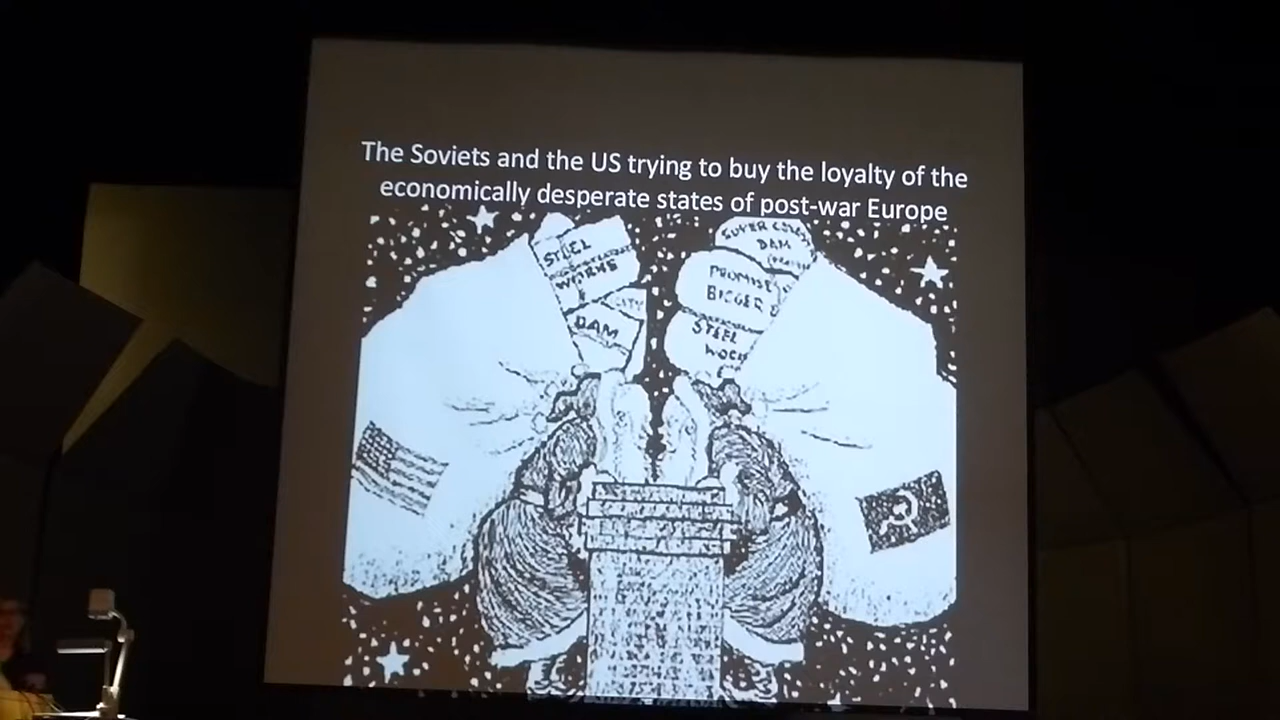 The Soviets and the US trying to buy the loyalty of the
economically desperate states of post-war Europe
STEEL
WORKS
CITY
DAM
SUPER
DAM
PROMISE
BIGGER
STEEL